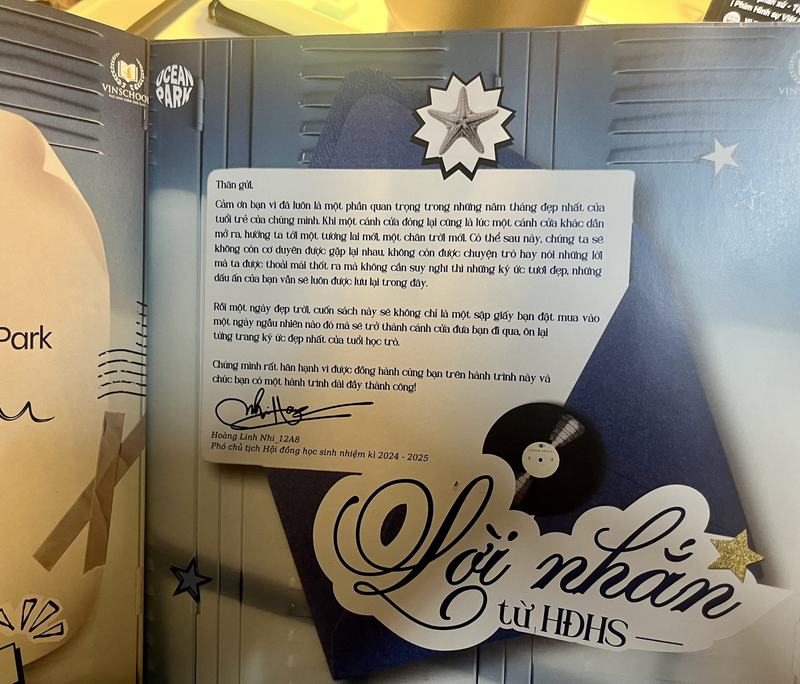 phán xử - T
Phàm Hình sự Việt
VINSCHOOL
OCEAN
PARK
VINSCHO
Thân gửi,
Cảm ơn bạn vì đã luôn là một phần quan trọng trong những năm tháng đẹp nhất của
tuổi trẻ của chúng mình. Khi một cánh cửa đóng lại cũng là lúc một cánh cửa khác dần
mở ra, hướng ta tới một tương lai mới, một chân trời mới. Có thể sau này, chúng ta sẽ
không còn cơ duyên được gặp lại nhau, không còn được chuyện trò hay nói những lời
mà ta được thoải mái thốt ra mà không cần suy nghĩ thì những ký ức tươi đẹp, những
dấu ấn của bạn vẫn sẽ luôn được lưu lại trong đây.
Rồi một ngày đẹp trời, cuốn sách này sẽ không chỉ là một sập giấy bạn đặt mua vào
một ngày ngẫu nhiên nào đó mà sẽ trở thành cánh cửa đưa bạn đi qua, ôn lại
từng trang ký ức đẹp nhất của tuổi học trò.
Chúng mình rất hân hạnh vì được đồng hành cùng bạn trên hành trình này và
chúc bạn có một hành trình dài đầy thành công!
Hoàng Linh Nhi_12A8
Phó chủ tịch Hội đồng học sinh nhiệm kì 2024 - 2025
Park
Lời nhắn
từ HĐHS